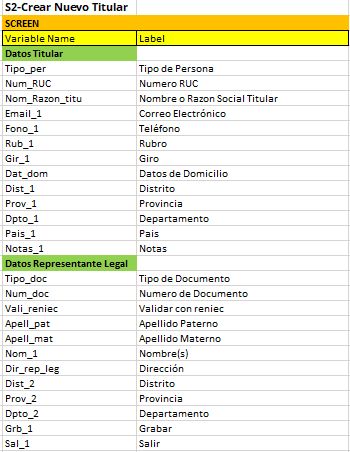 S2-Crear Nuevo Titular
SCREEN
Variable Name Label
Datos Titular
Tipo_per Tipo de Persona
Num_RUC Numero RUC
Nom_Razon_titu Nombre o Razon Social Titular
Email_1 Correo Electrónico
Fono_1 Teléfono
Rub_1 Rubro
Gir_1 Giro
Dat_dom Datos de Domicilio
Dist_1 Distrito
Prov_1 Provincia
Dpto_1 Departamento
Pais_1 Pais
Notas_1 Notas
Datos Representante Legal
Tipo_doc Tipo de Documento
Num_doc Numero de Documento
Vali_reniec Validar con reniec
Apell_pat Apellido Paterno
Apell_mat Apellido Materno
Nom_1 Nombre(s)
Dir_rep_leg Dirección
Dist_2 Distrito
Prov_2 Provincia
Dpto_2 Departamento
Grb_1 Grabar
Sal_1 Salir